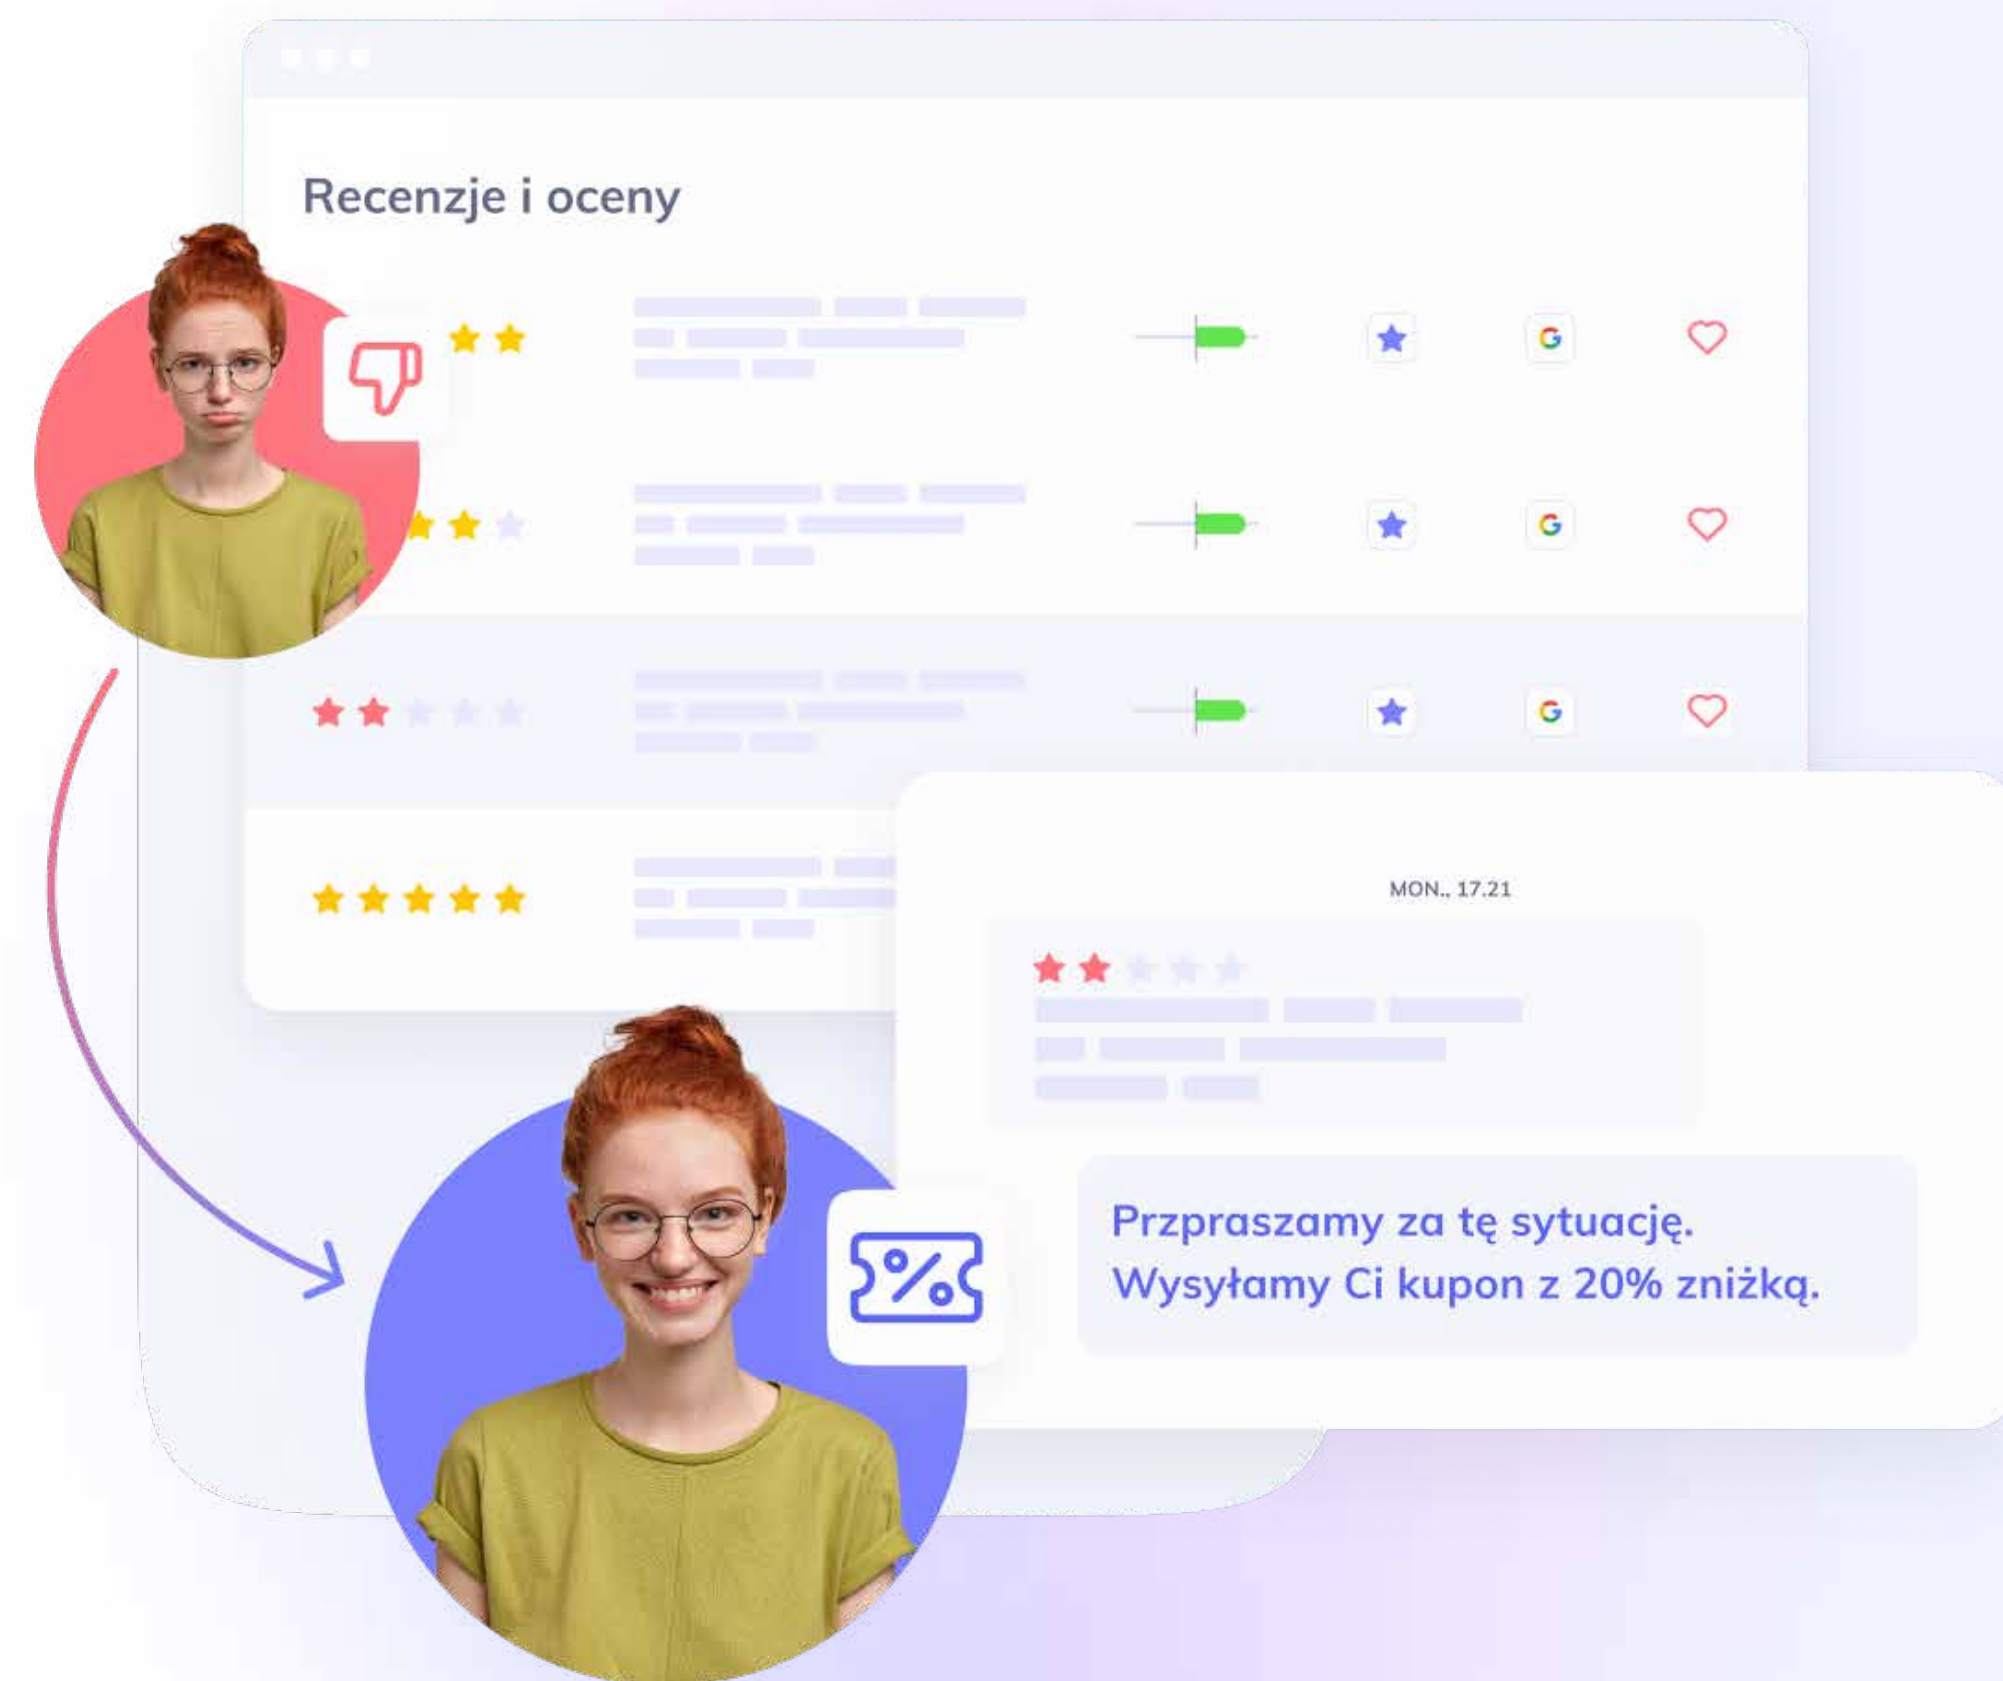 Recenzje i oceny
MON., 17.21
Przpraszamy za tę sytuację.
Wysyłamy Ci kupon z 20% zniżką.